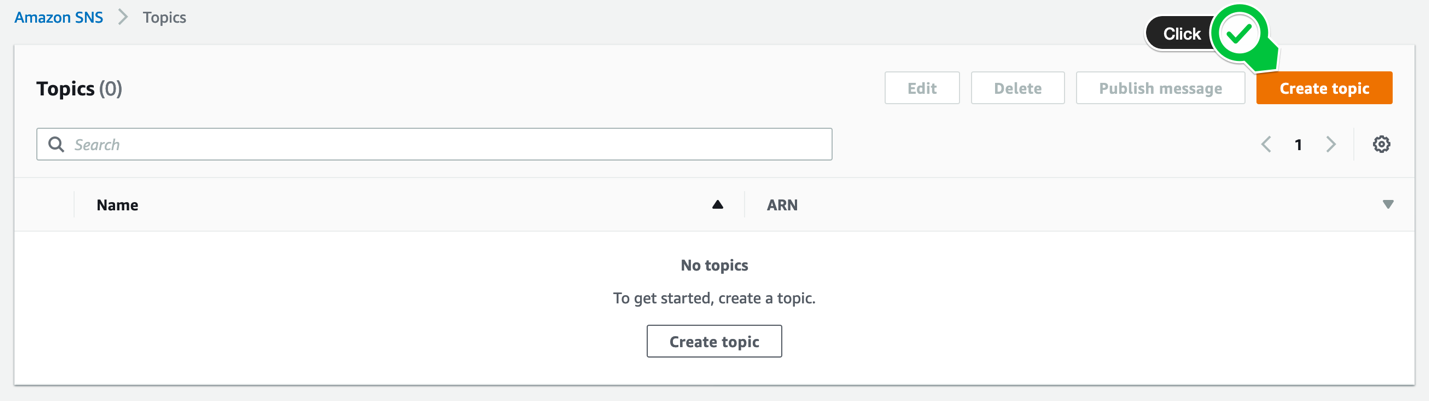 Amazon SNS > Topics
Click
Topics (0)
Edit Delete Publish message Create topic
Search
1
Name ARN
No topics
To get started, create a topic.
Create topic